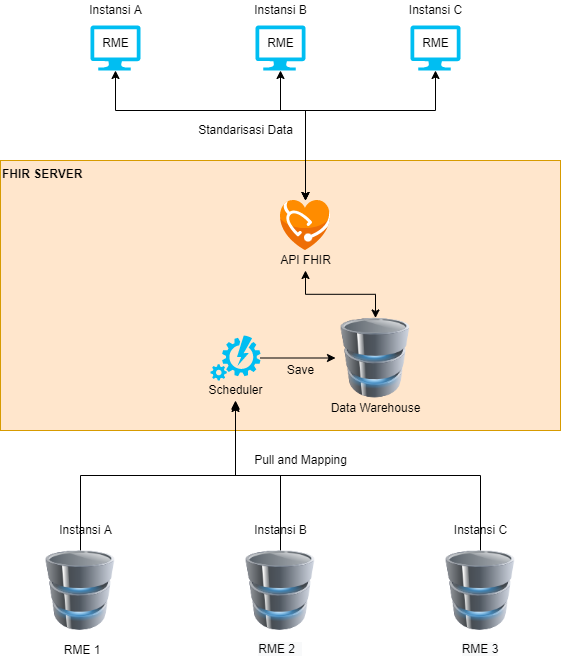 Instansi A
Instansi B
Instansi C
RME
RME
RME
Standarisasi Data
FHIR SERVER
API FHIR
Save
Scheduler
Data Warehouse
Pull and Mapping
Instansi A
Instansi B
Instansi C
RME 1
RME 2
RME 3